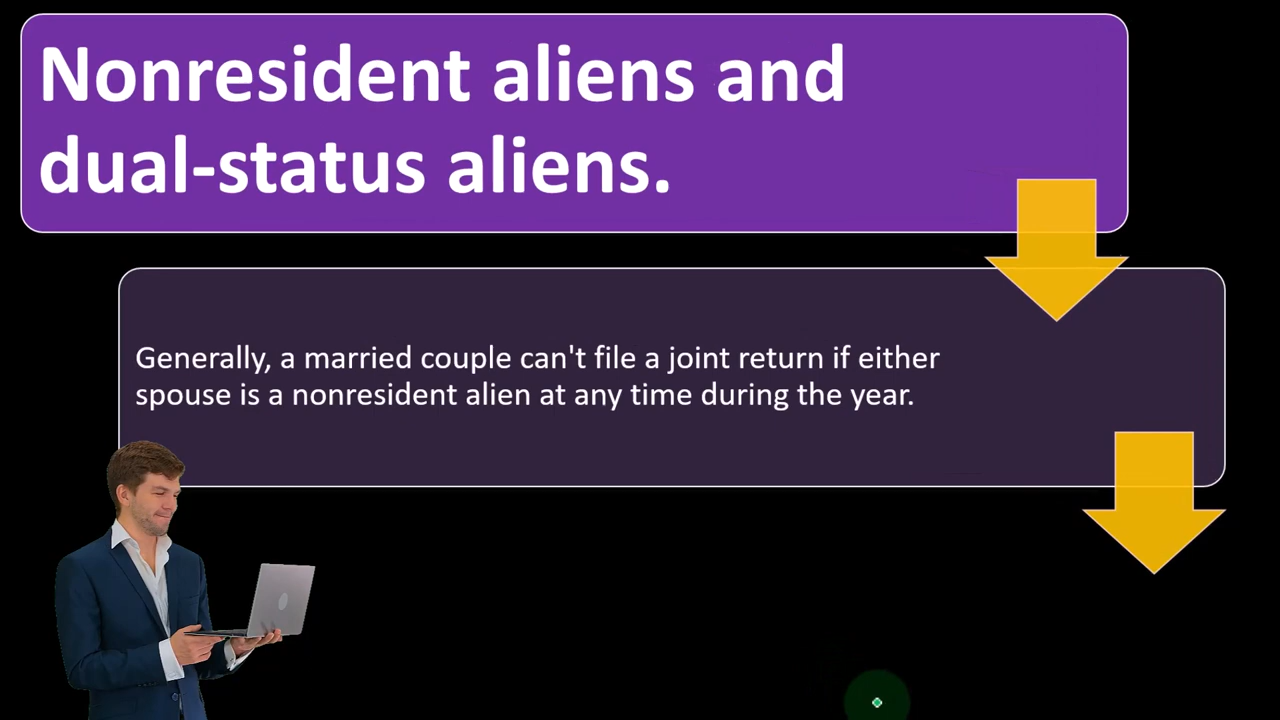 Nonresident aliens and
dual-status aliens.
Generally, a married couple can't file a joint return if either
spouse is a nonresident alien at any time during the year.